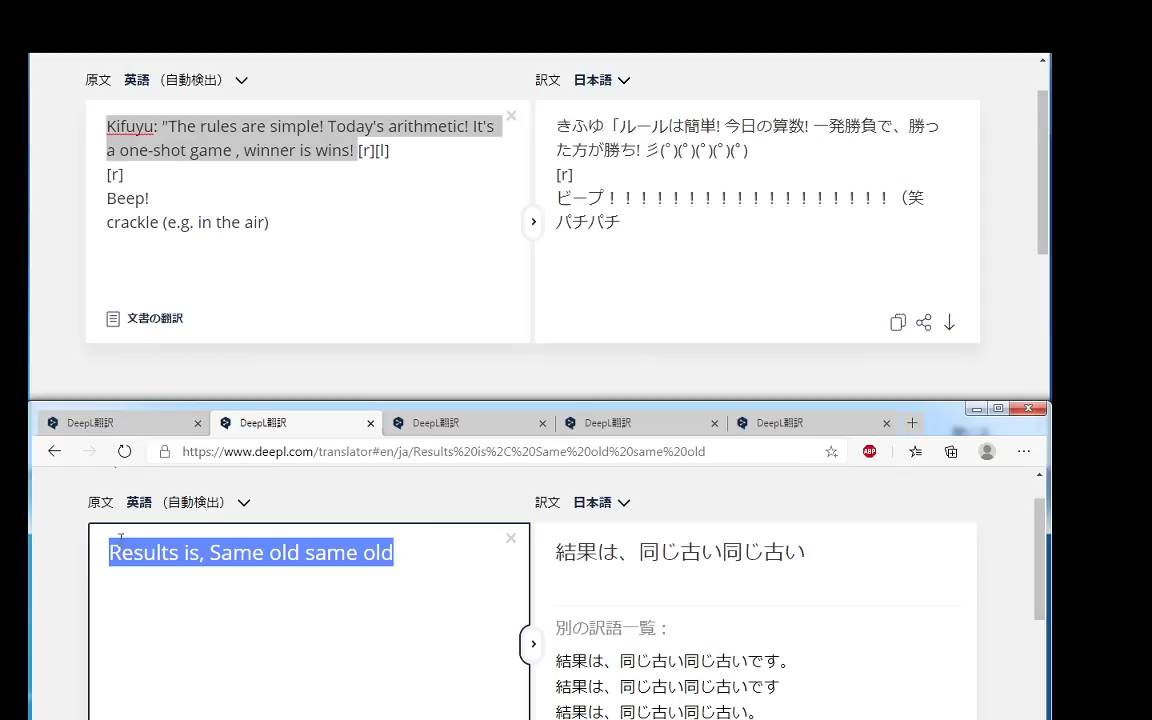 原文 英語 (自動検出)
訳文 日本語
Kifuyu: "The rules are simple! Today's arithmetic! It's
a one-shot game , winner is wins! [r][l]
[r]
Beep!
crackle (e.g. in the air)
文書の翻訳
きふゆ「ルールは簡単! 今日の算数! 一発勝負で、勝っ
た方が勝ち! 彡(ﾟ)(ﾟ)(ﾟ)(ﾟ)(ﾟ)
[r]
ビープ！！！！！！！！！！！！！！！！！！（笑
パチパチ
DeepL翻訳
DeepL翻訳
DeepL翻訳
DeepL翻訳
DeepL翻訳
https://www.deepl.com/translator#en/ja/Results%20is%2C%20Same%20old%20same%20old
ABP
原文 英語 (自動検出)
訳文 日本語
Results is, Same old same old
結果は、同じ古い同じ古い
別の訳語一覧：
結果は、同じ古い同じ古いです。
結果は、同じ古い同じ古いです
結果は、同じ古い同じ古い。